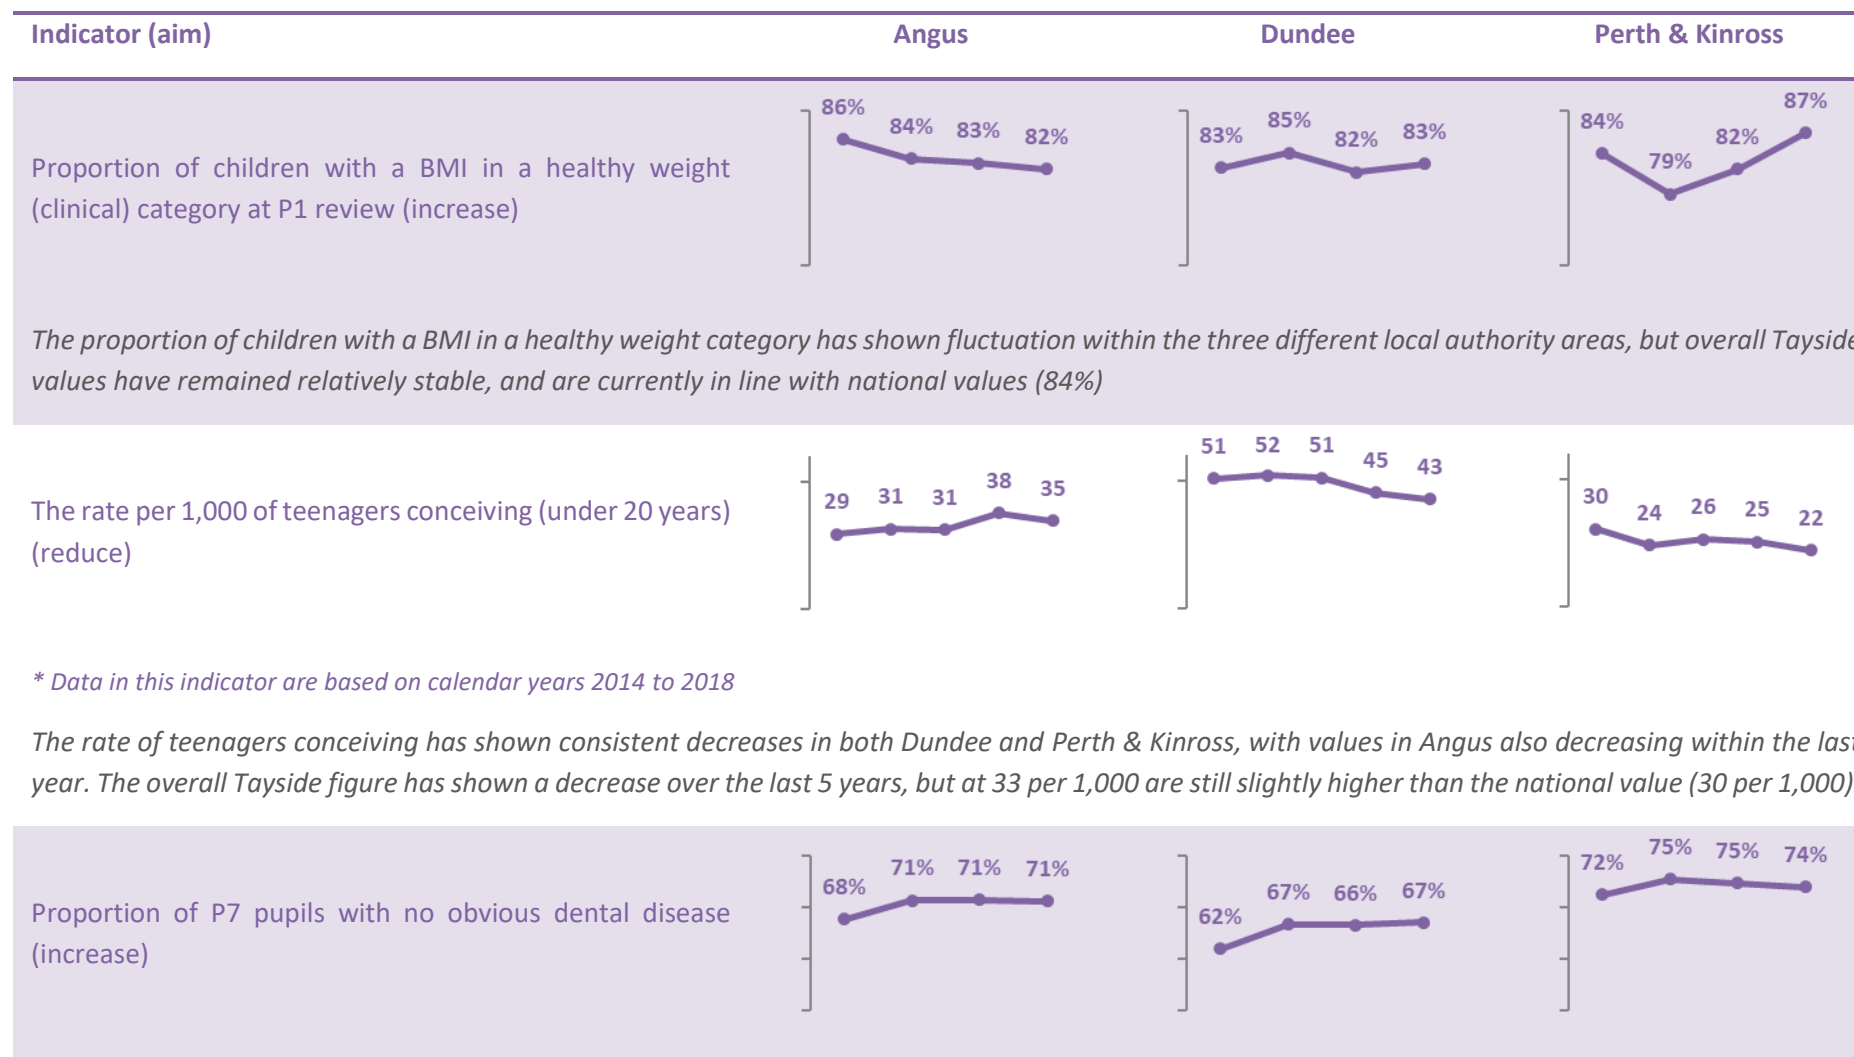 Indicator (aim) Angus Dundee Perth & Kinross
86% 84% 83% 82% 83% 85% 82% 83% 84% 79% 82% 87%
Proportion of children with a BMI in a healthy weight
(clinical) category at P1 review (increase)
The proportion of children with a BMI in a healthy weight category has shown fluctuation within the three different local authority areas, but overall Tayside
values have remained relatively stable, and are currently in line with national values (84%)
29 31 31 38 35 51 52 51 45 43 30 24 26 25 22
The rate per 1,000 of teenagers conceiving (under 20 years)
(reduce)
* Data in this indicator are based on calendar years 2014 to 2018
The rate of teenagers conceiving has shown consistent decreases in both Dundee and Perth & Kinross, with values in Angus also decreasing within the last
year. The overall Tayside figure has shown a decrease over the last 5 years, but at 33 per 1,000 are still slightly higher than the national value (30 per 1,000)
68% 71% 71% 71% 62% 67% 66% 67% 72% 75% 75% 74%
Proportion of P7 pupils with no obvious dental disease
(increase)